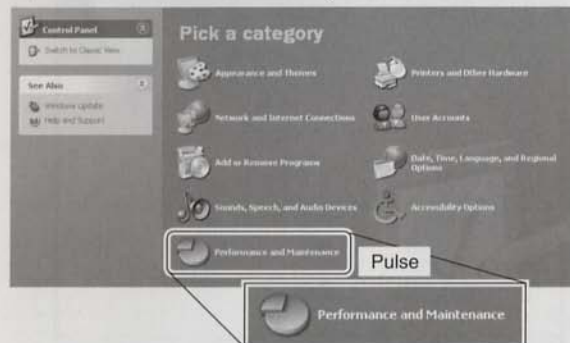 Control Panel
Switch to Classic View
See Also
Windows Update
Help and Support
Pick a category
Appearance and Themes
Printers and Other Hardware
Network and Internet Connections
User Accounts
Add or Remove Programs
Date, Time, Language, and Regional
Options
Sounds, Speech, and Audio Devices
Accessibility Options
Performance and Maintenance
Pulse
Performance and Maintenance